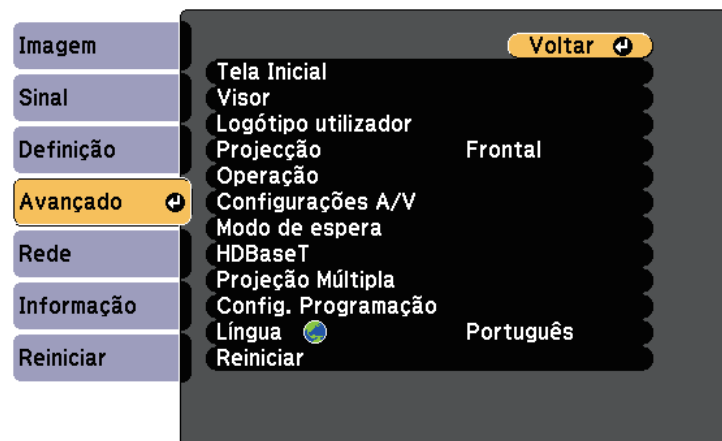 Imagem
Sinal
Definição
Avançado
Rede
Informação
Reiniciar
Voltar
Tela Inicial
Visor
Logótipo utilizador
Projecção Frontal
Operação
Configurações A/V
Modo de espera
HDBaseT
Projeção Múltipla
Config. Programação
Língua Português
Reiniciar